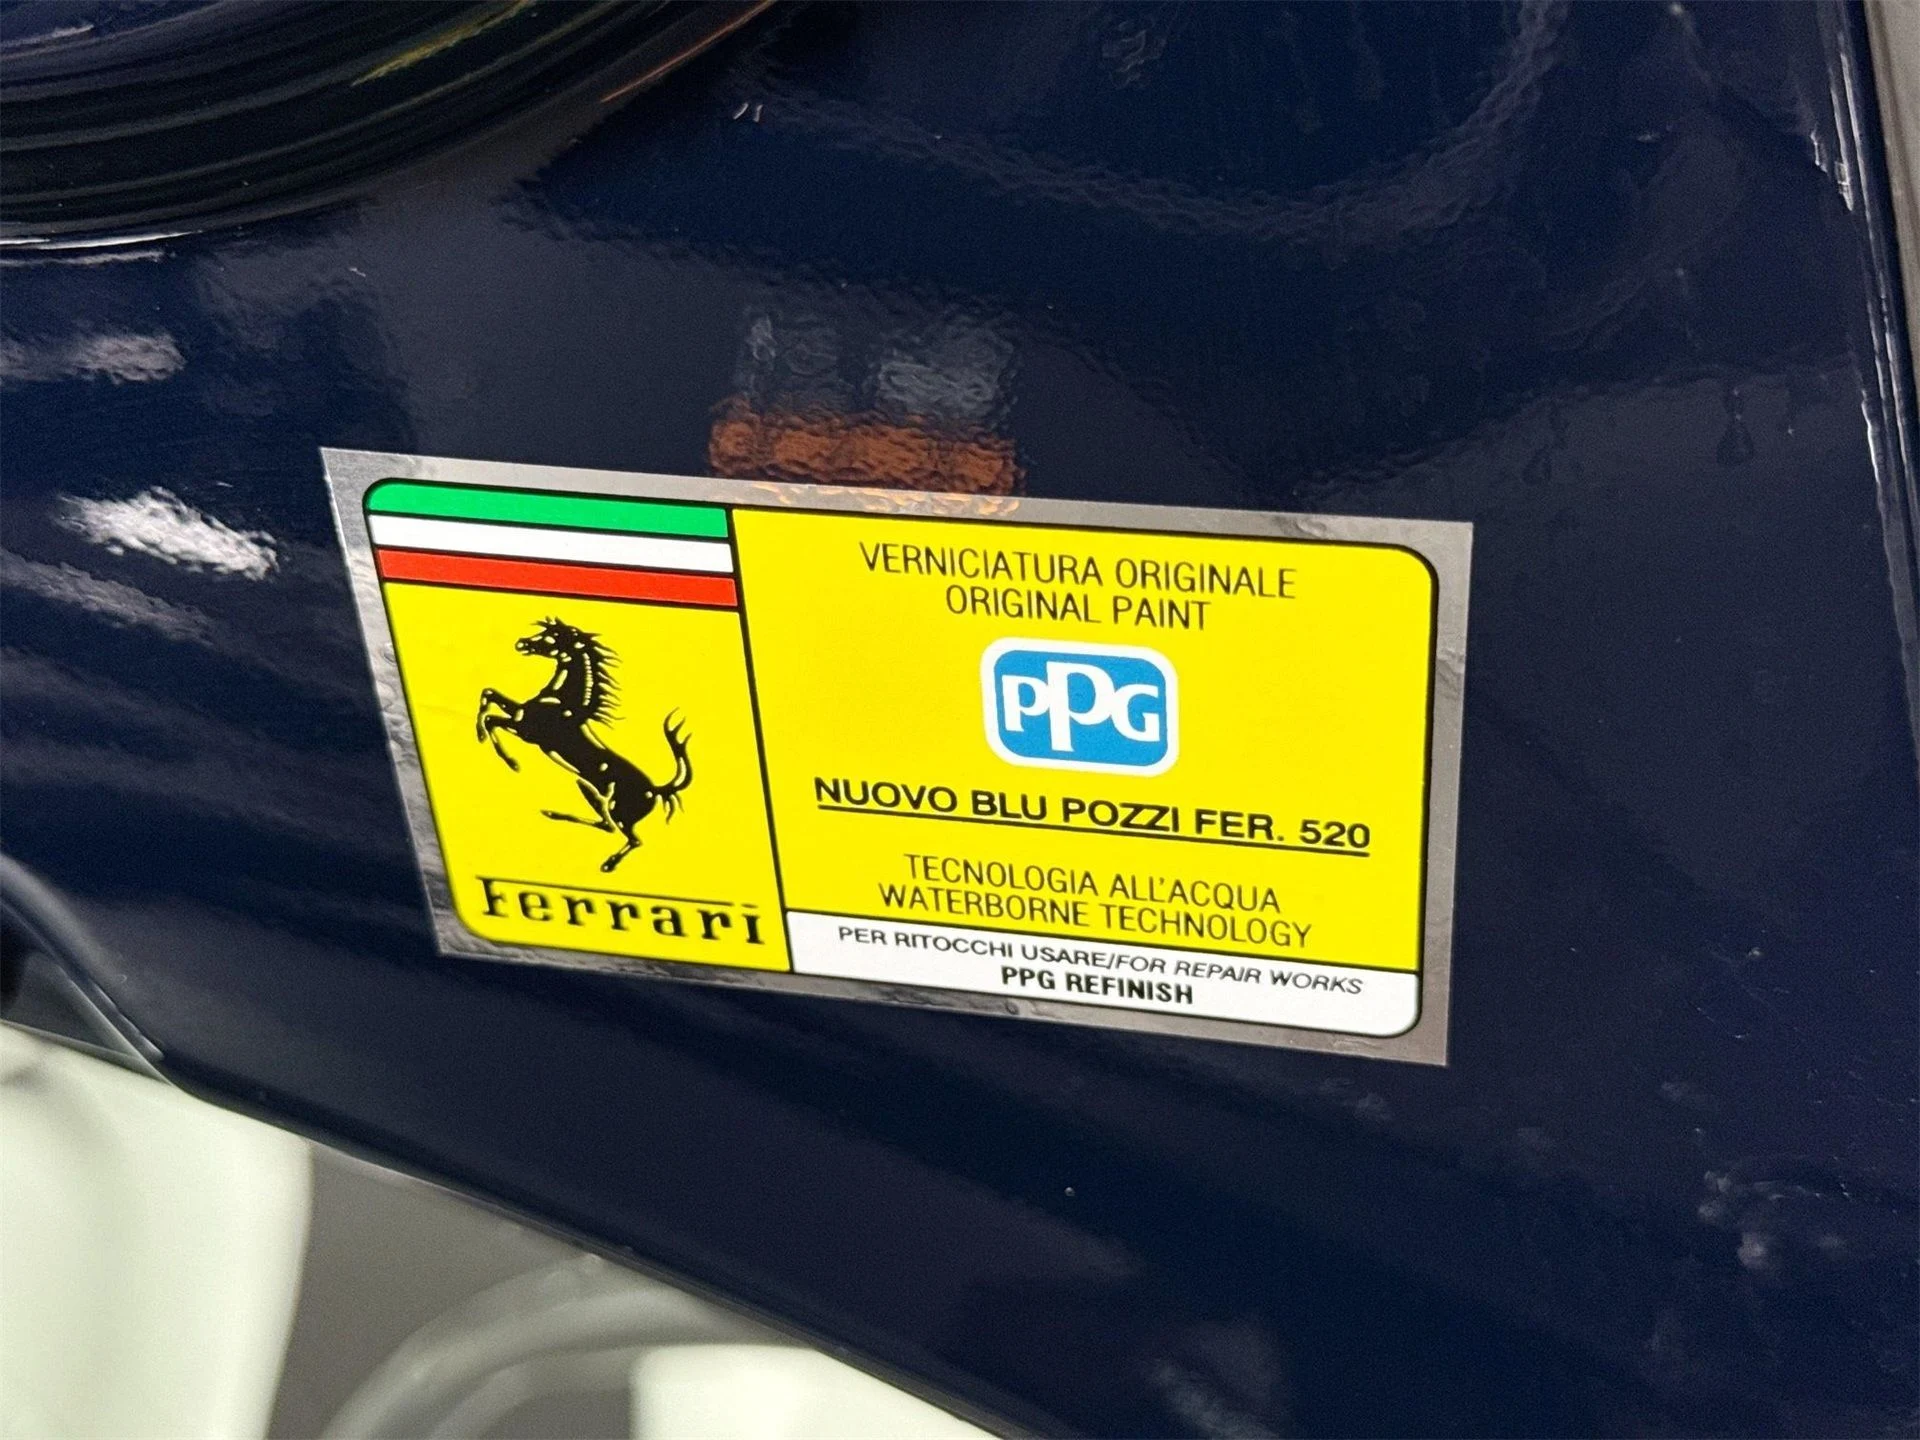 VERNICIATURA ORIGINALE
ORIGINAL PAINT
PPG
NUOVO BLU POZZI FER. 520
TECNOLOGIA ALL'ACQUA
WATERBORNE TECHNOLOGY
Ferrari
PER RITOCCHI USARE/FOR REPAIR WORKS
PPG REFINISH